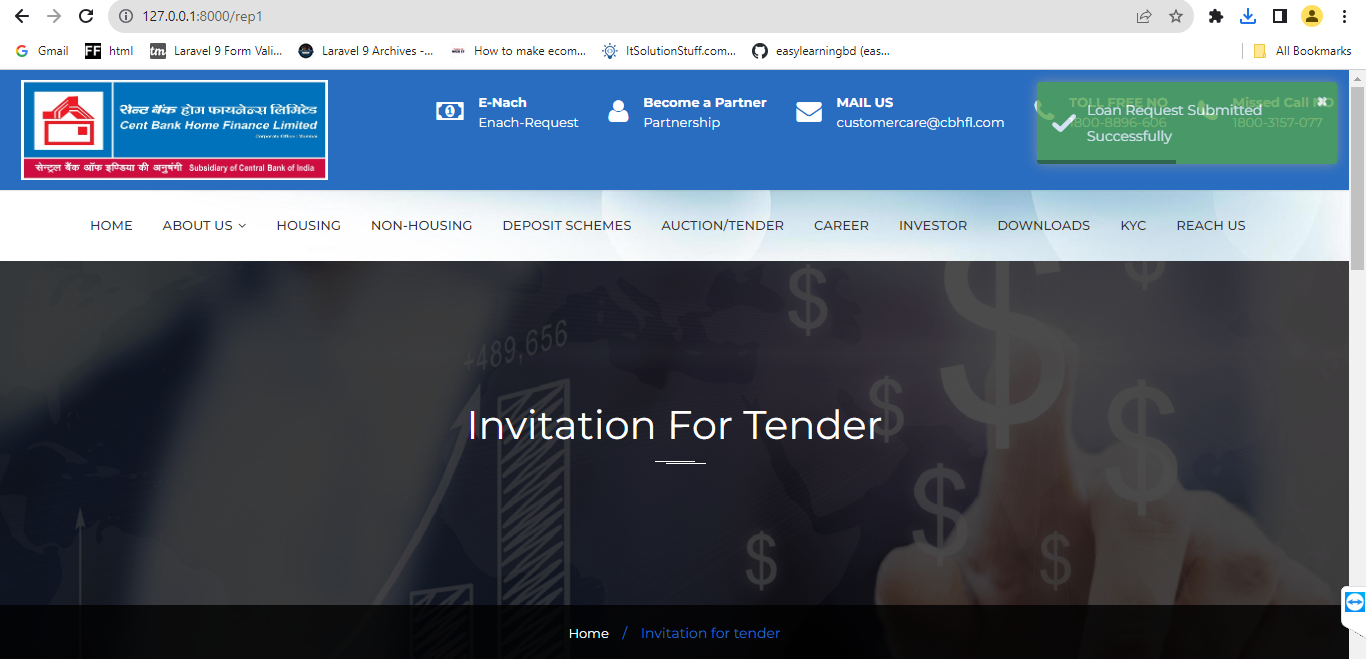 127.0.0.1:8000/rep1
Gmail
FF html
tm Laravel 9 Form Vali...
Laravel 9 Archives -...
How to make ecom...
ItSolutionStuff.com...
easylearningbd (eas...
All Bookmarks
सेन्ट बैंक होम फायनेन्स लिमिटेड
Cent Bank Home Finance Limited
Corporate Office : Mumbai
सेन्ट्रल बैंक ऑफ इण्डिया की अनुषंगी Subsidiary of Central Bank of India
E-Nach
Enach-Request
Become a Partner
Partnership
MAIL US
customercare@cbhfl.com
TOLL FREE NO
1800-8896-606
Missed Call NO
1800-3157-077
Loan Request Submitted
Successfully
HOME ABOUT US HOUSING NON-HOUSING DEPOSIT SCHEMES AUCTION/TENDER CAREER INVESTOR DOWNLOADS KYC REACH US
+489,656
Invitation For Tender
Home / Invitation for tender